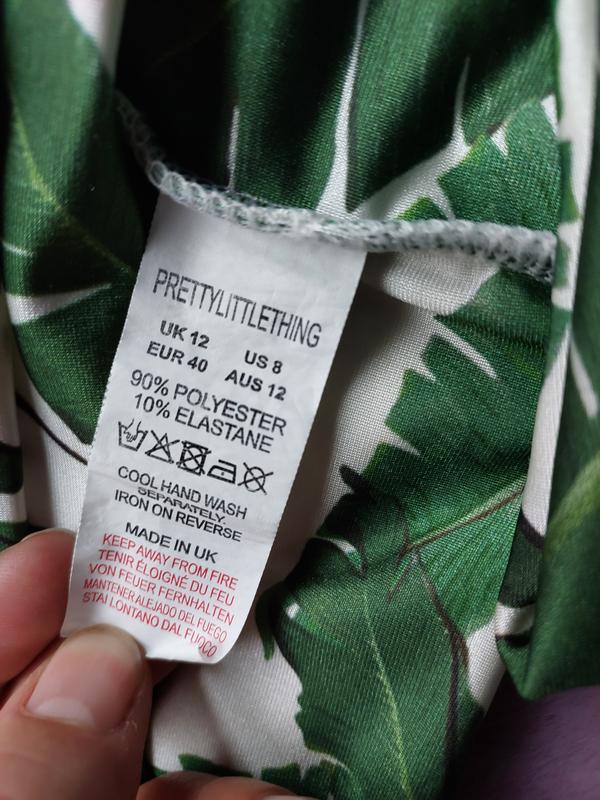 PRETTYLITTLETHING
UK 12 US 8
EUR 40 AUS 12
90% POLYESTER
10% ELASTANE
COOL HAND WASH
SEPARATELY.
IRON ON REVERSE
MADE IN UK
KEEP AWAY FROM FIRE
TENIR ÉLOIGNÉ DU FEU
VON FEUER FERNHALTEN
MANTENER ALEJADO DEL FUEGO
STAI LONTANO DAL FUOCO